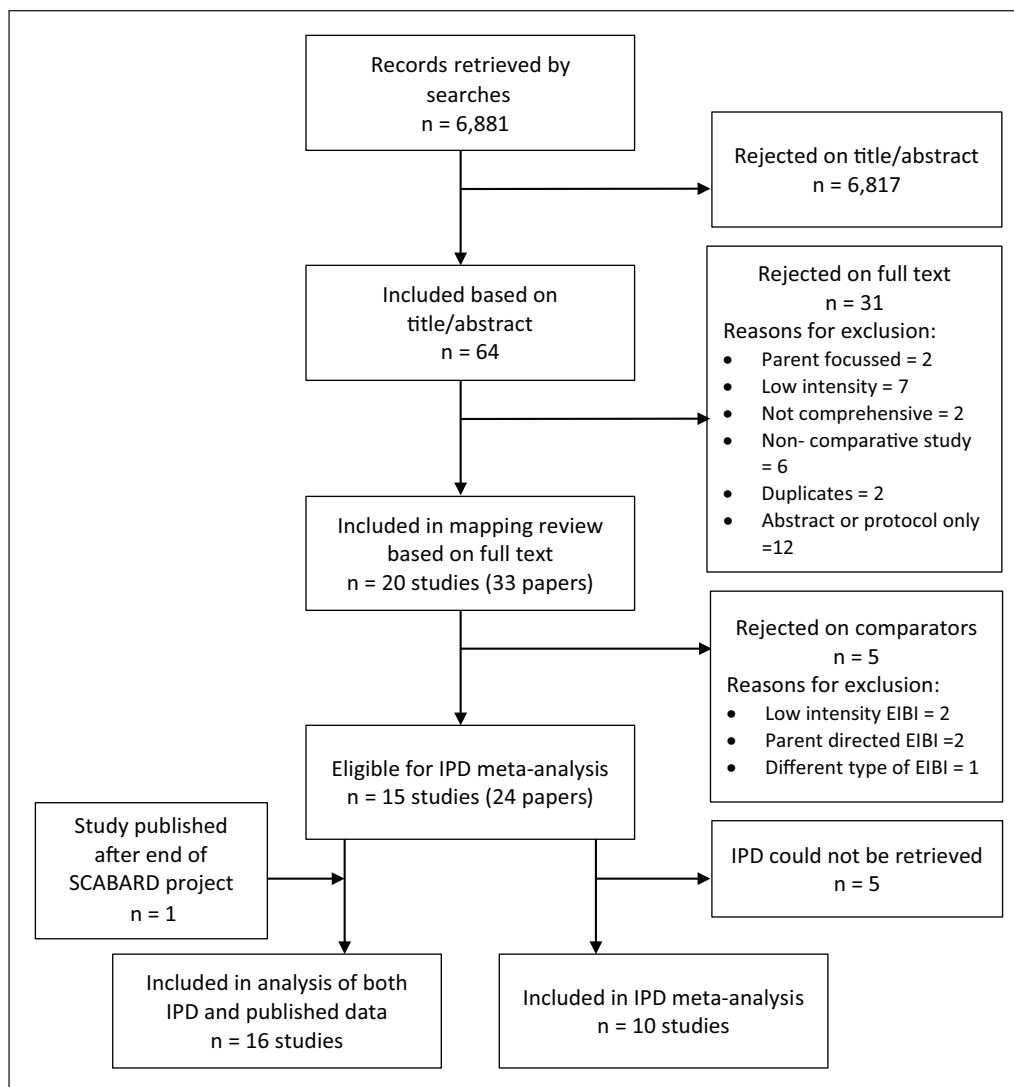 Records retrieved by
searches
n = 6,881
Rejected on title/abstract
n = 6,817
Included based on
title/abstract
n = 64
Rejected on full text
n = 31
Reasons for exclusion:
• Parent focussed = 2
• Low intensity = 7
• Not comprehensive = 2
• Non- comparative study
= 6
• Duplicates = 2
• Abstract or protocol only
=12
Included in mapping review
based on full text
n = 20 studies (33 papers)
Rejected on comparators
n = 5
Reasons for exclusion:
• Low intensity EIBI = 2
• Parent directed EIBI =2
• Different type of EIBI = 1
Eligible for IPD meta-analysis
n = 15 studies (24 papers)
Study published
after end of
SCABARD project
n = 1
IPD could not be retrieved
n = 5
Included in analysis of both
IPD and published data
n = 16 studies
Included in IPD meta-analysis
n = 10 studies